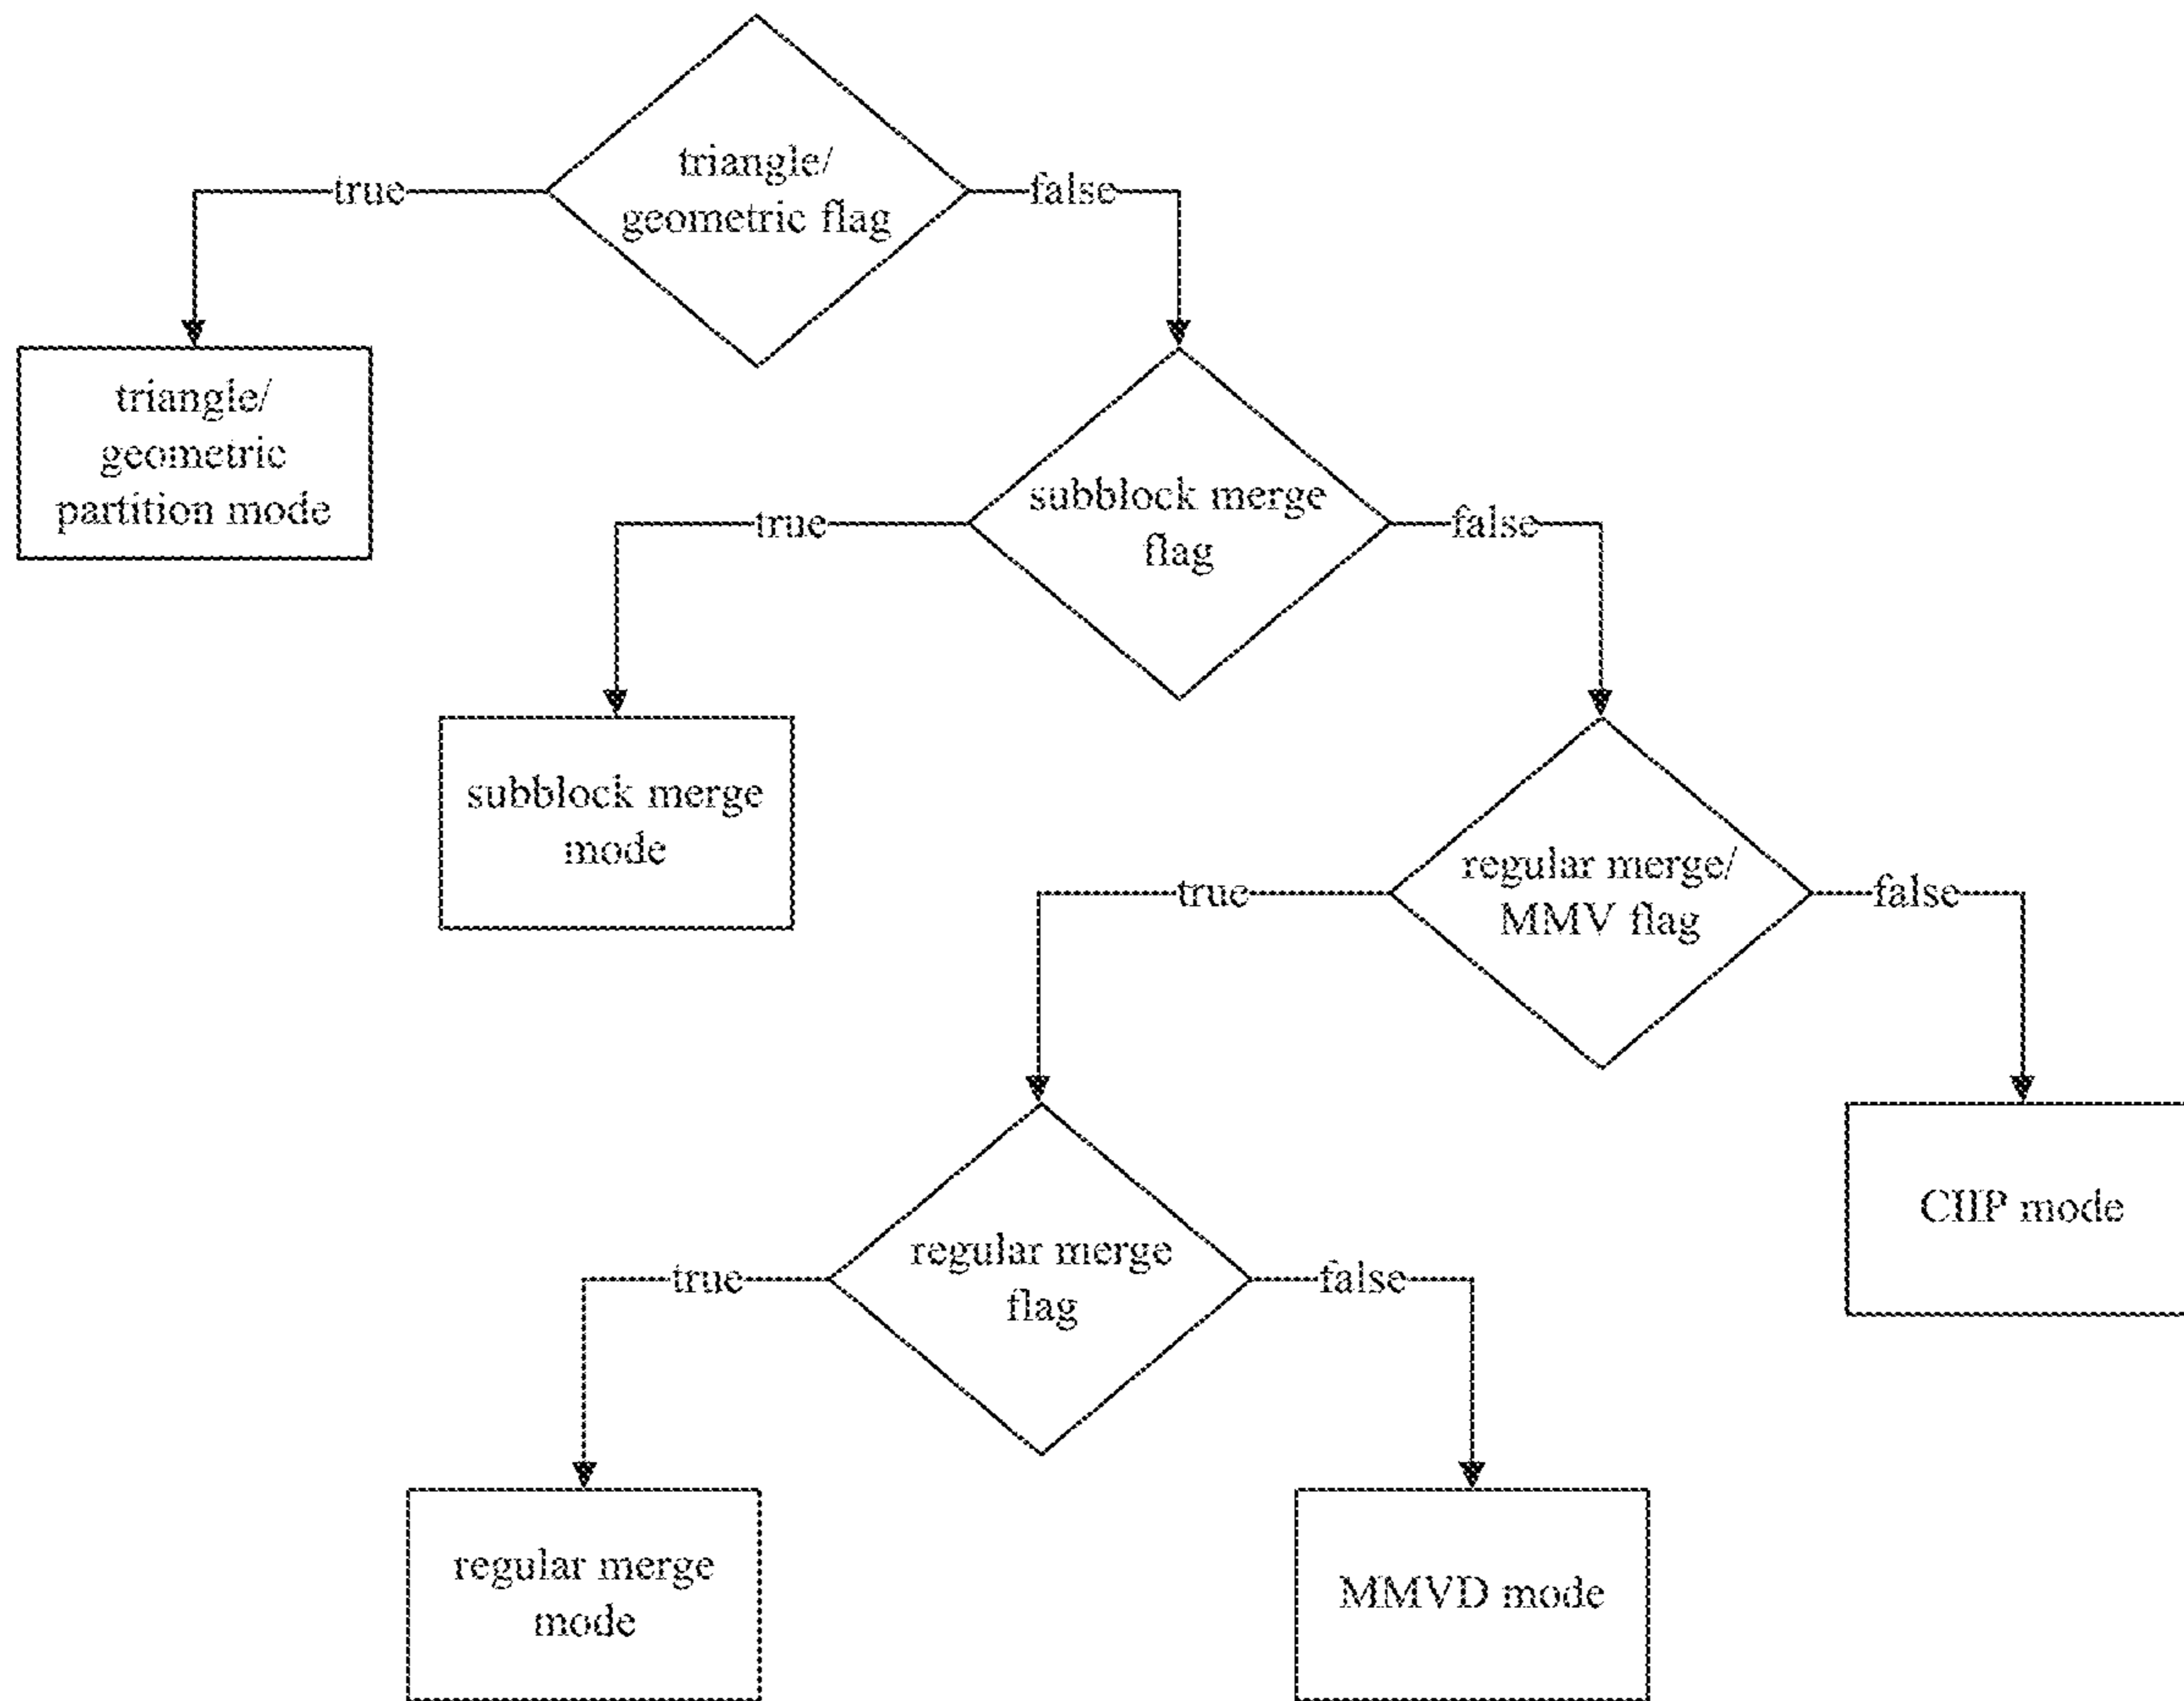 triangle/
geometric flag
true
false
triangle/
geometric
partition mode
subblock merge
flag
true
false
subblock merge
mode
regular merge/
MMV flag
true
false
regular merge
flag
true
false
CIIP mode
regular merge
mode
MMVD mode